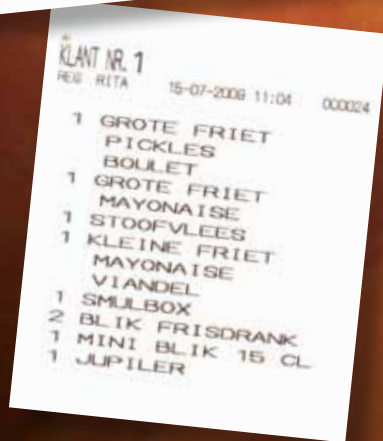 KLANT NR. 1
REG RITA 15-07-2009 11:04 000024
1 GROTE FRIET
PICKLES
BOULET
1 GROTE FRIET
MAYONAISE
1 STOOFVLEES
1 KLEINE FRIET
MAYONAISE
VIANDEL
1 SMULBOX
2 BLIK FRISDRANK
1 MINI BLIK 15 CL
1 JUPILER